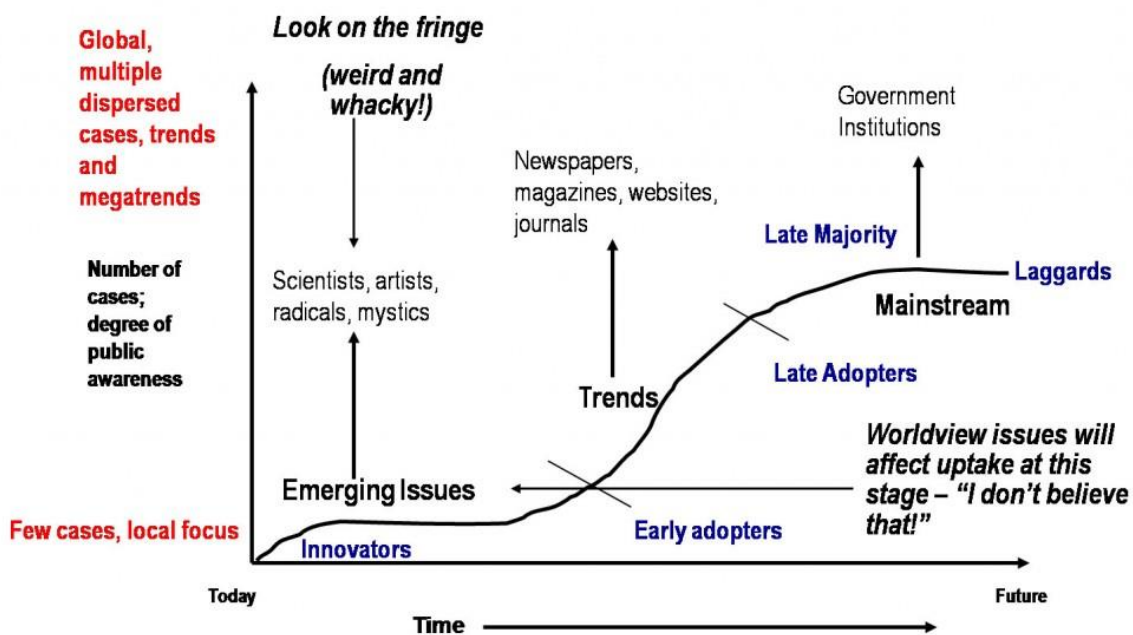 Look on the fringe
(weird and
whacky!)
Global,
multiple
dispersed
cases, trends
and
megatrends
Government
Institutions
Newspapers,
magazines, websites,
journals
Late Majority
Number of
cases;
degree of
public
awareness
Scientists, artists,
radicals, mystics
Laggards
Mainstream
Late Adopters
Trends
Worldview issues will
affect uptake at this
stage – “I don’t believe
that!”
Emerging Issues
Few cases, local focus
Innovators
Early adopters
Today
Future
Time